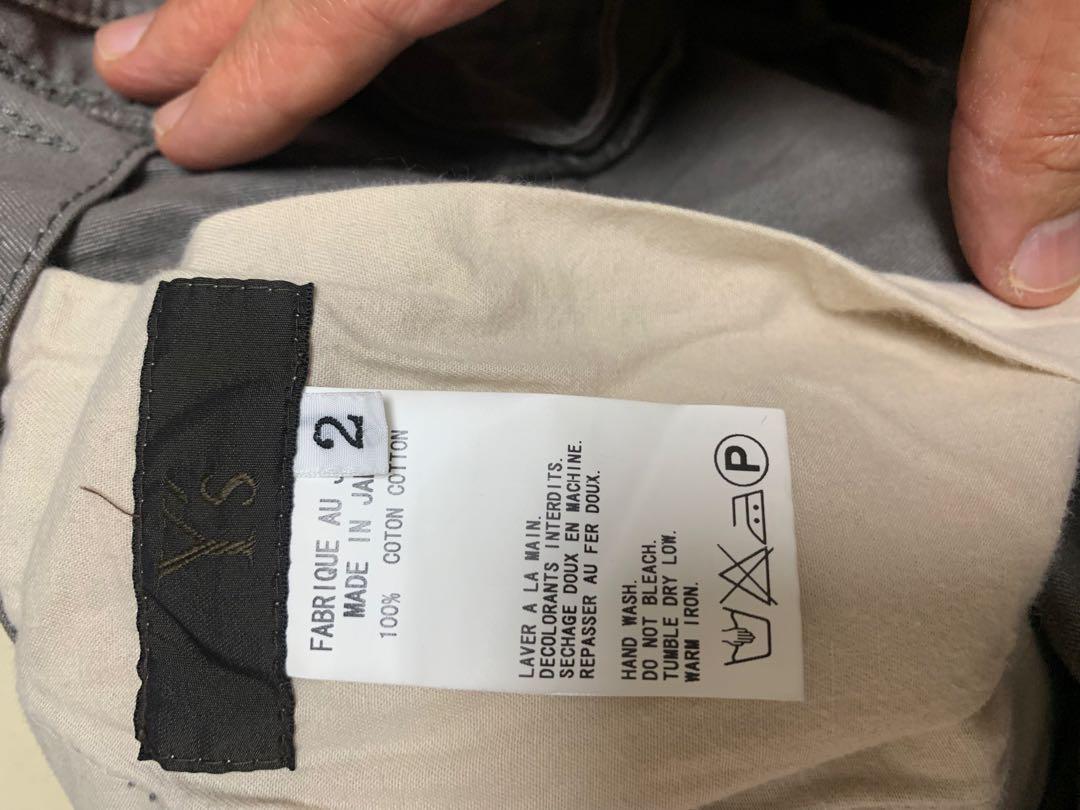 Y's
2
FABRIQUE AU
MADE IN
100% COTON COTTON
LAVER A LA MAIN.
DECOLORANTS INTERDITS.
SECHAGE DOUX EN MACHINE.
REPASSER AU FER DOUX.
HAND WASH.
DO NOT BLEACH.
TUMBLE DRY LOW.
WARM IRON.
P